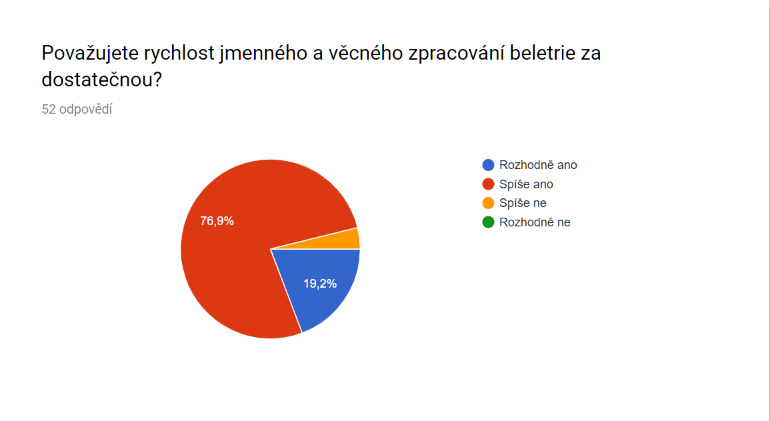 Považujete rychlost jmenného a věcného zpracování beletrie za
dostatečnou?
52 odpovědí
Rozhodně ano
Spíše ano
Spíše ne
Rozhodně ne
76,9%
19,2%